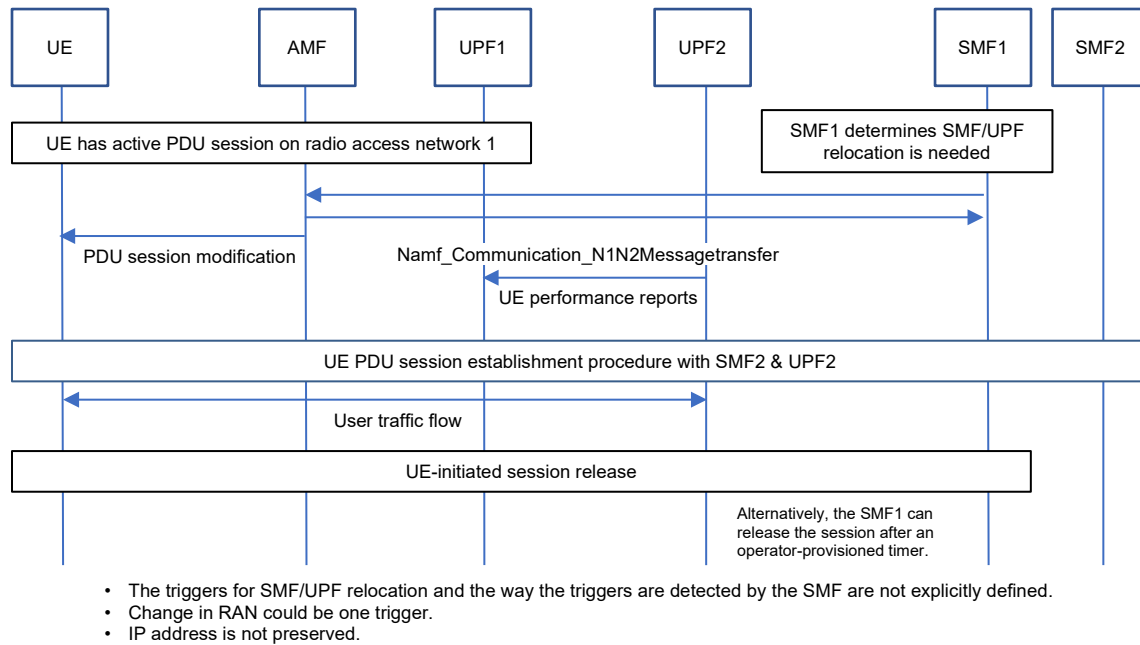 UE
AMF
UPF1
UPF2
SMF1
SMF2
UE has active PDU session on radio access network 1
SMF1 determines SMF/UPF
relocation is needed
PDU session modification
Namf_Communication_N1N2Messagetransfer
UE performance reports
UE PDU session establishment procedure with SMF2 & UPF2
User traffic flow
UE-initiated session release
Alternatively, the SMF1 can
release the session after an
operator-provisioned timer.
• The triggers for SMF/UPF relocation and the way the triggers are detected by the SMF are not explicitly defined.
• Change in RAN could be one trigger.
• IP address is not preserved.